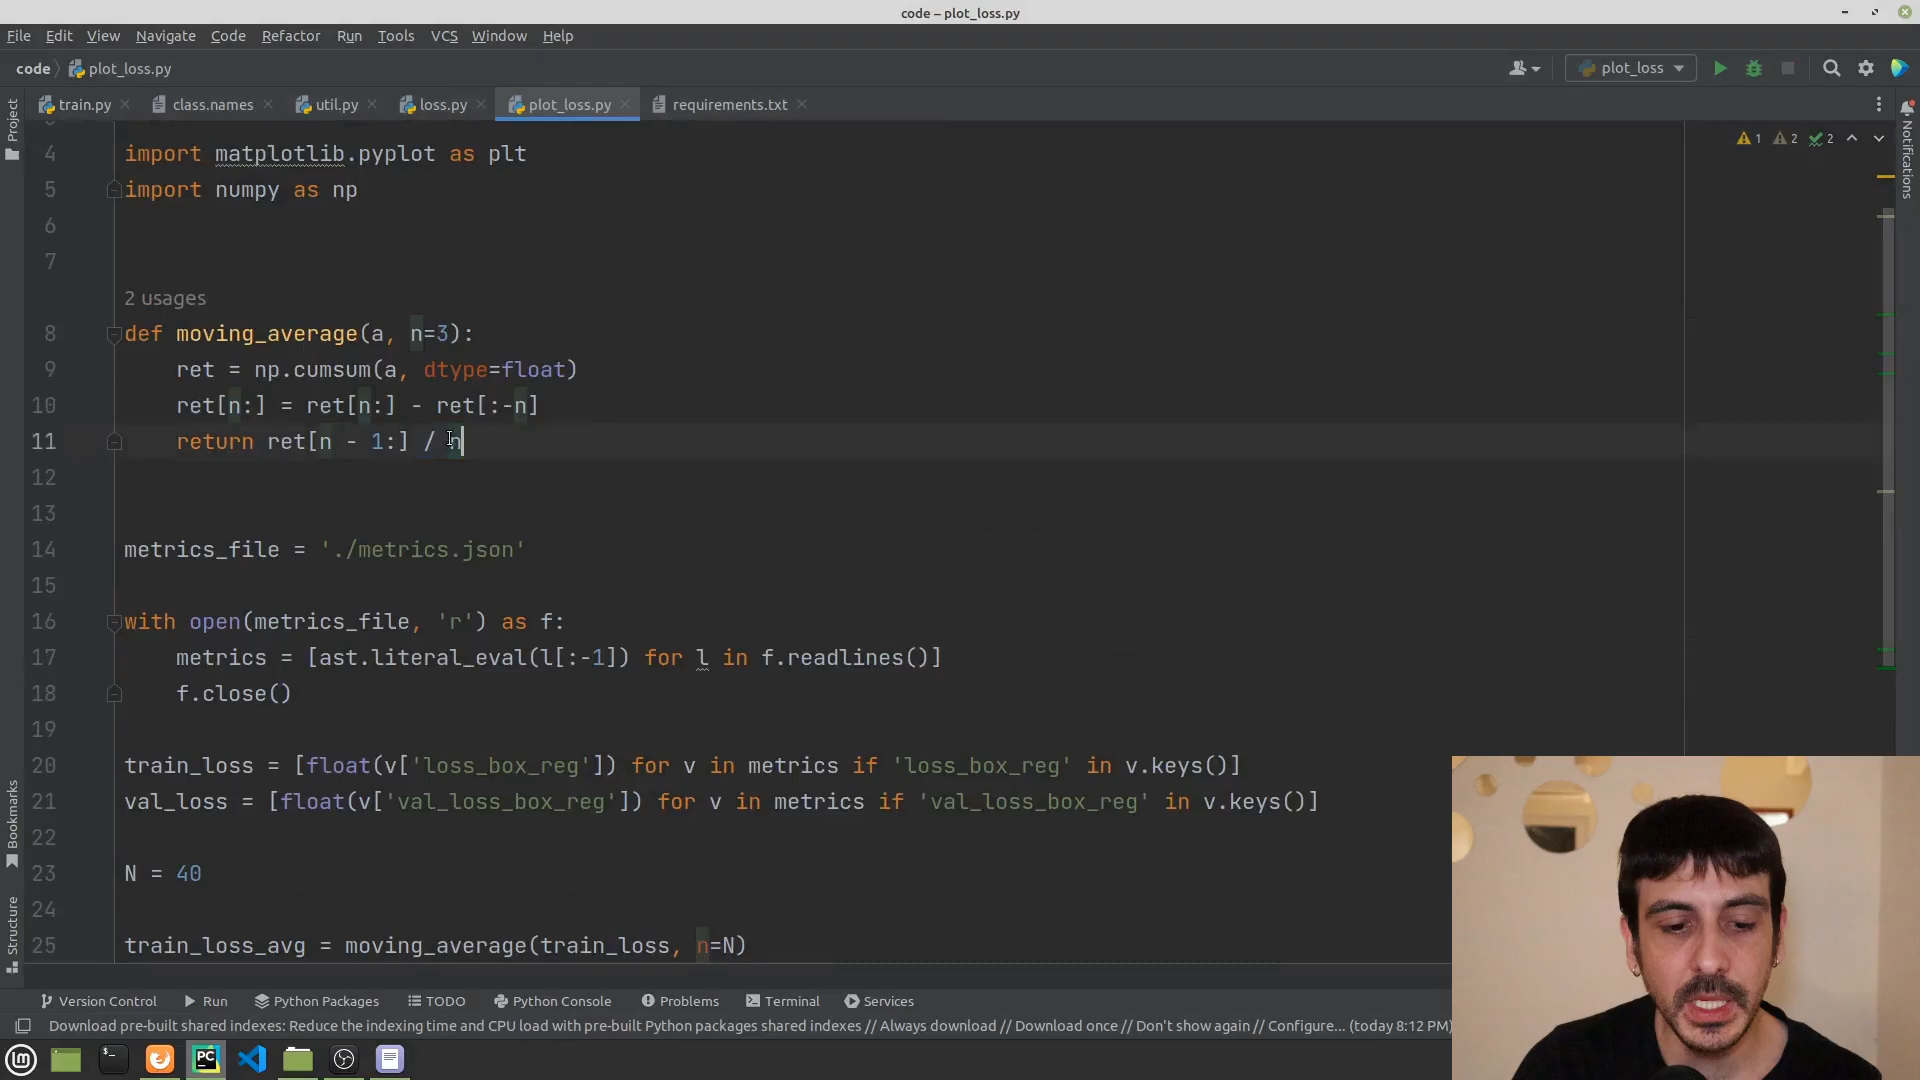 code – plot_loss.py
File Edit View Navigate Code Refactor Run Tools VCS Window Help
code plot_loss.py plot_loss
train.py class.names util.py loss.py plot_loss.py requirements.txt
Project
Notifications
1 2 2
4 import matplotlib.pyplot as plt
5 import numpy as np
6
7
2 usages
8 def moving_average(a, n=3):
9 ret = np.cumsum(a, dtype=float)
10 ret[n:] = ret[n:] - ret[:-n]
11 return ret[n - 1:] / n
12
13
14 metrics_file = './metrics.json'
15
16 with open(metrics_file, 'r') as f:
17 metrics = [ast.literal_eval(l[:-1]) for l in f.readlines()]
18 f.close()
19
20 train_loss = [float(v['loss_box_reg']) for v in metrics if 'loss_box_reg' in v.keys()]
21 val_loss = [float(v['val_loss_box_reg']) for v in metrics if 'val_loss_box_reg' in v.keys()]
22
23 N = 40
24
25 train_loss_avg = moving_average(train_loss, n=N)
Bookmarks
Structure
Version Control Run Python Packages TODO Python Console Problems Terminal Services
Download pre-built shared indexes: Reduce the indexing time and CPU load with pre-built Python packages shared indexes // Always download // Download once // Don't show again // Configure... (today 8:12 PM)
PC